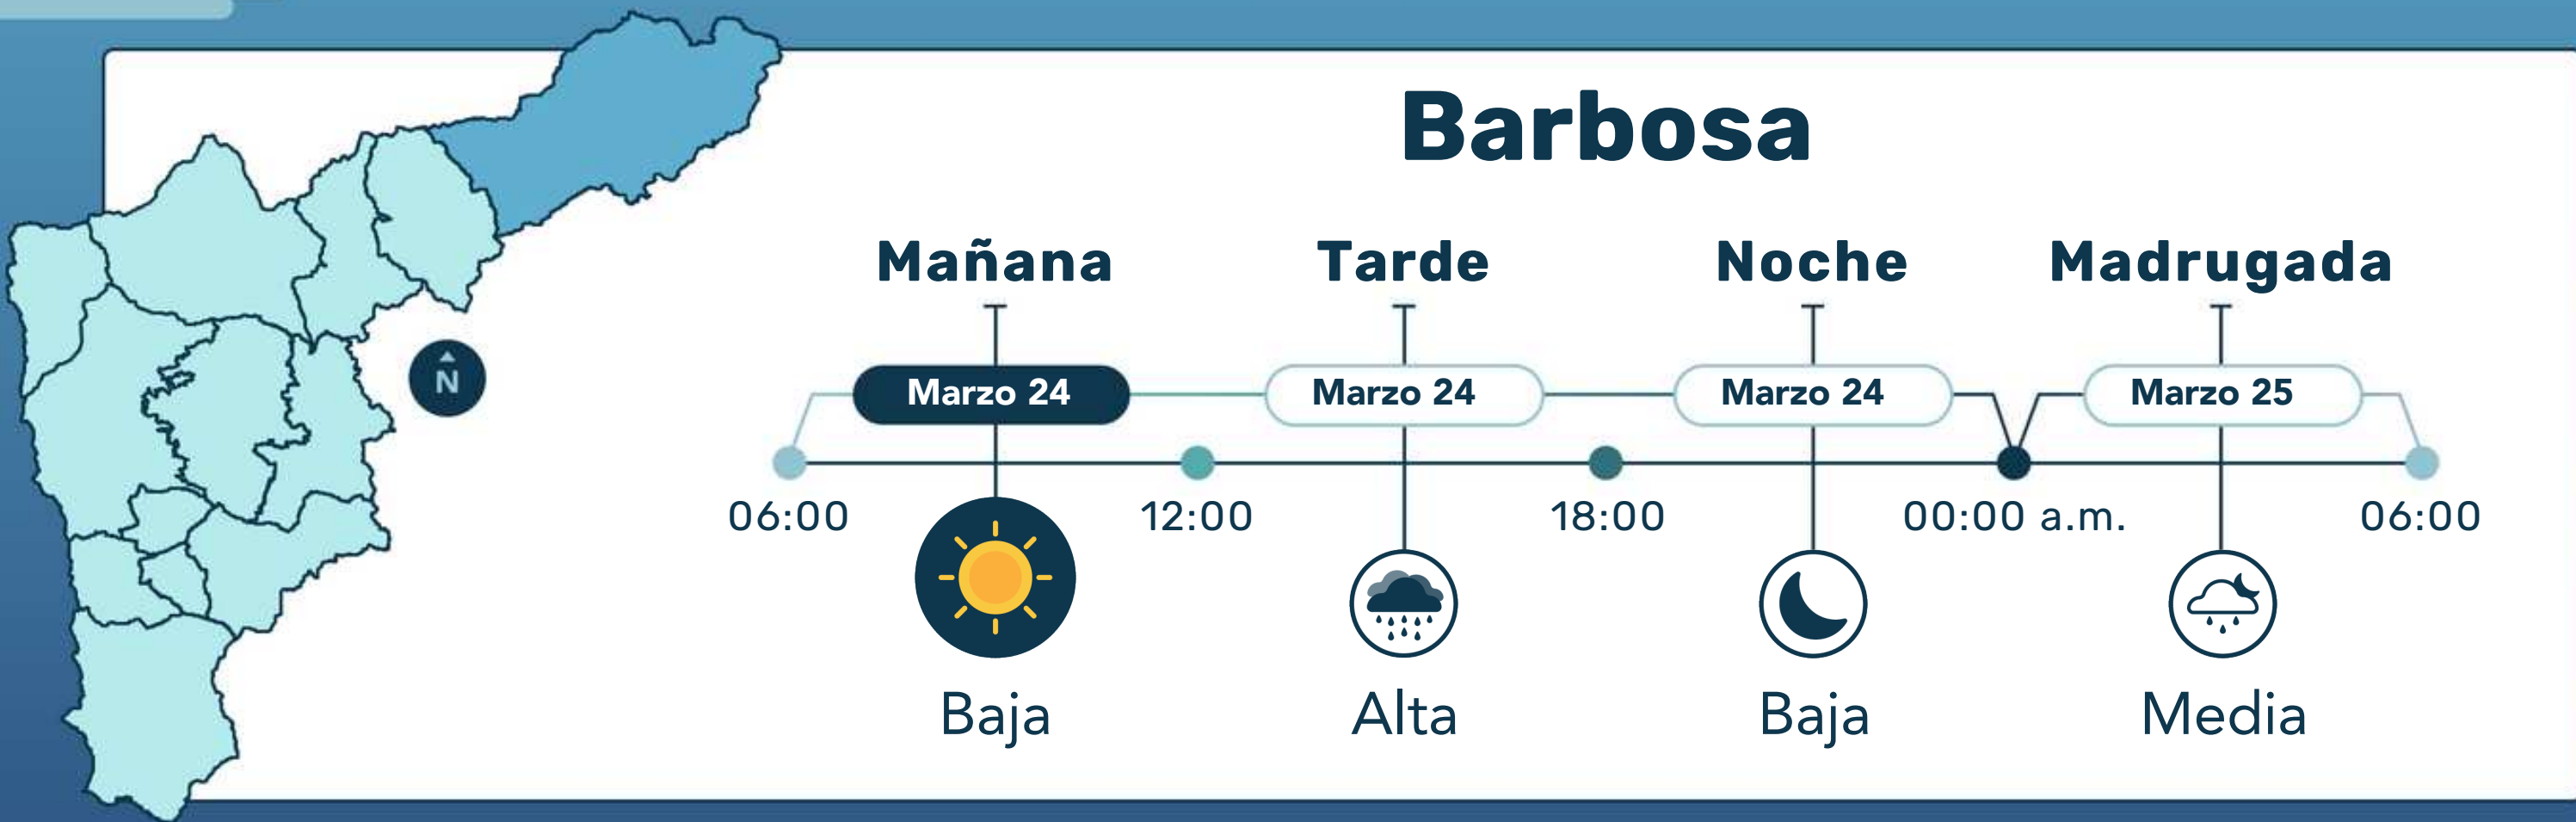 Barbosa
Mañana Tarde Noche Madrugada
Marzo 24 Marzo 24 Marzo 24 Marzo 25
N
06:00 12:00 18:00 00:00 a.m. 06:00
Baja Alta Baja Media